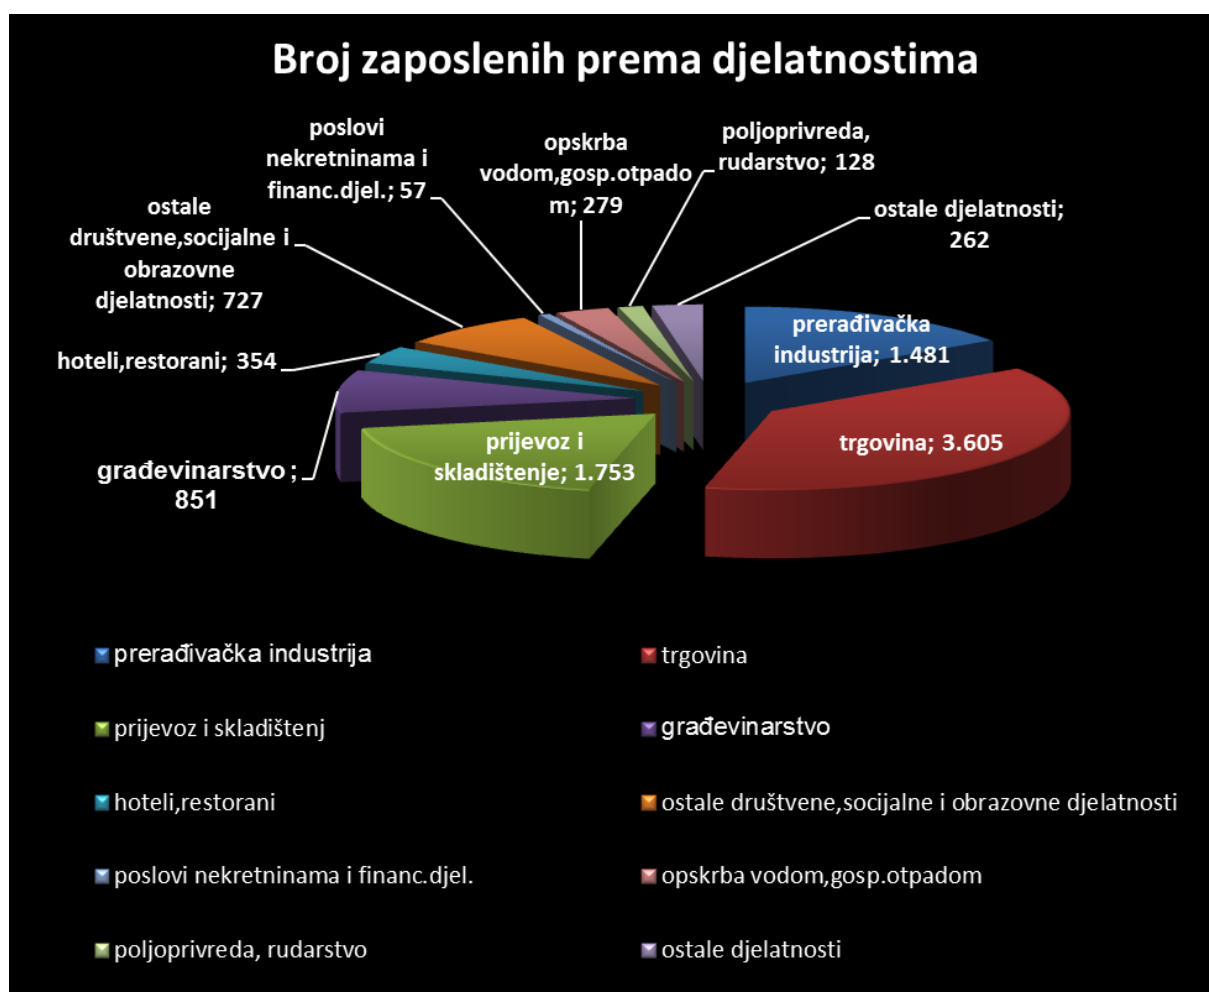 Broj zaposlenih prema djelatnostima
poslovi
nekretninama i
financ.djel.; 57
opskrba
vodom,gosp.otpado
m; 279
poljoprivreda,
rudarstvo; 128
ostale djelatnosti;
262
ostale
društvene,socijalne i
obrazovne
djelatnosti; 727
hoteli,restorani; 354
građevinarstvo ;
851
prerađivačka
industrija; 1.481
trgovina; 3.605
prijevoz i
skladištenje; 1.753
prerađivačka industrija
trgovina
prijevoz i skladištenj
građevinarstvo
hoteli,restorani
ostale društvene,socijalne i obrazovne djelatnosti
poslovi nekretninama i financ.djel.
opskrba vodom,gosp.otpadom
poljoprivreda, rudarstvo
ostale djelatnosti